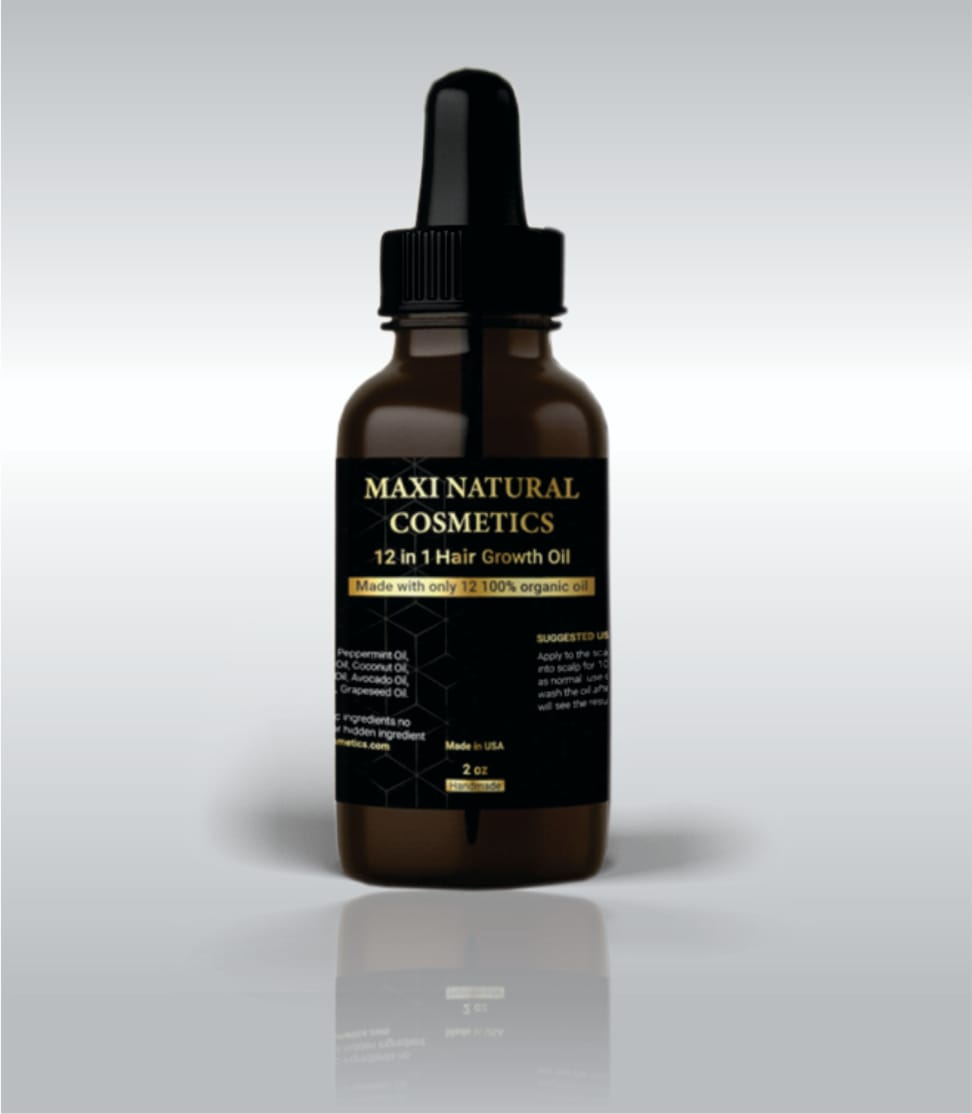 MAXI NATURAL
COSMETICS
12 in 1 Hair Growth Oil
Made with only 12 100% organic oil
Peppermint Oil,
Oil, Coconut Oil,
Oil, Avocado Oil,
, Grapeseed Oil.
c ingredients no
r hidden ingredient
metics.com
SUGGESTED US
Apply to the sca
into scalp for 10
as normal use
wash the oil afte
will see the resu
Made in USA
2 oz
Handmade